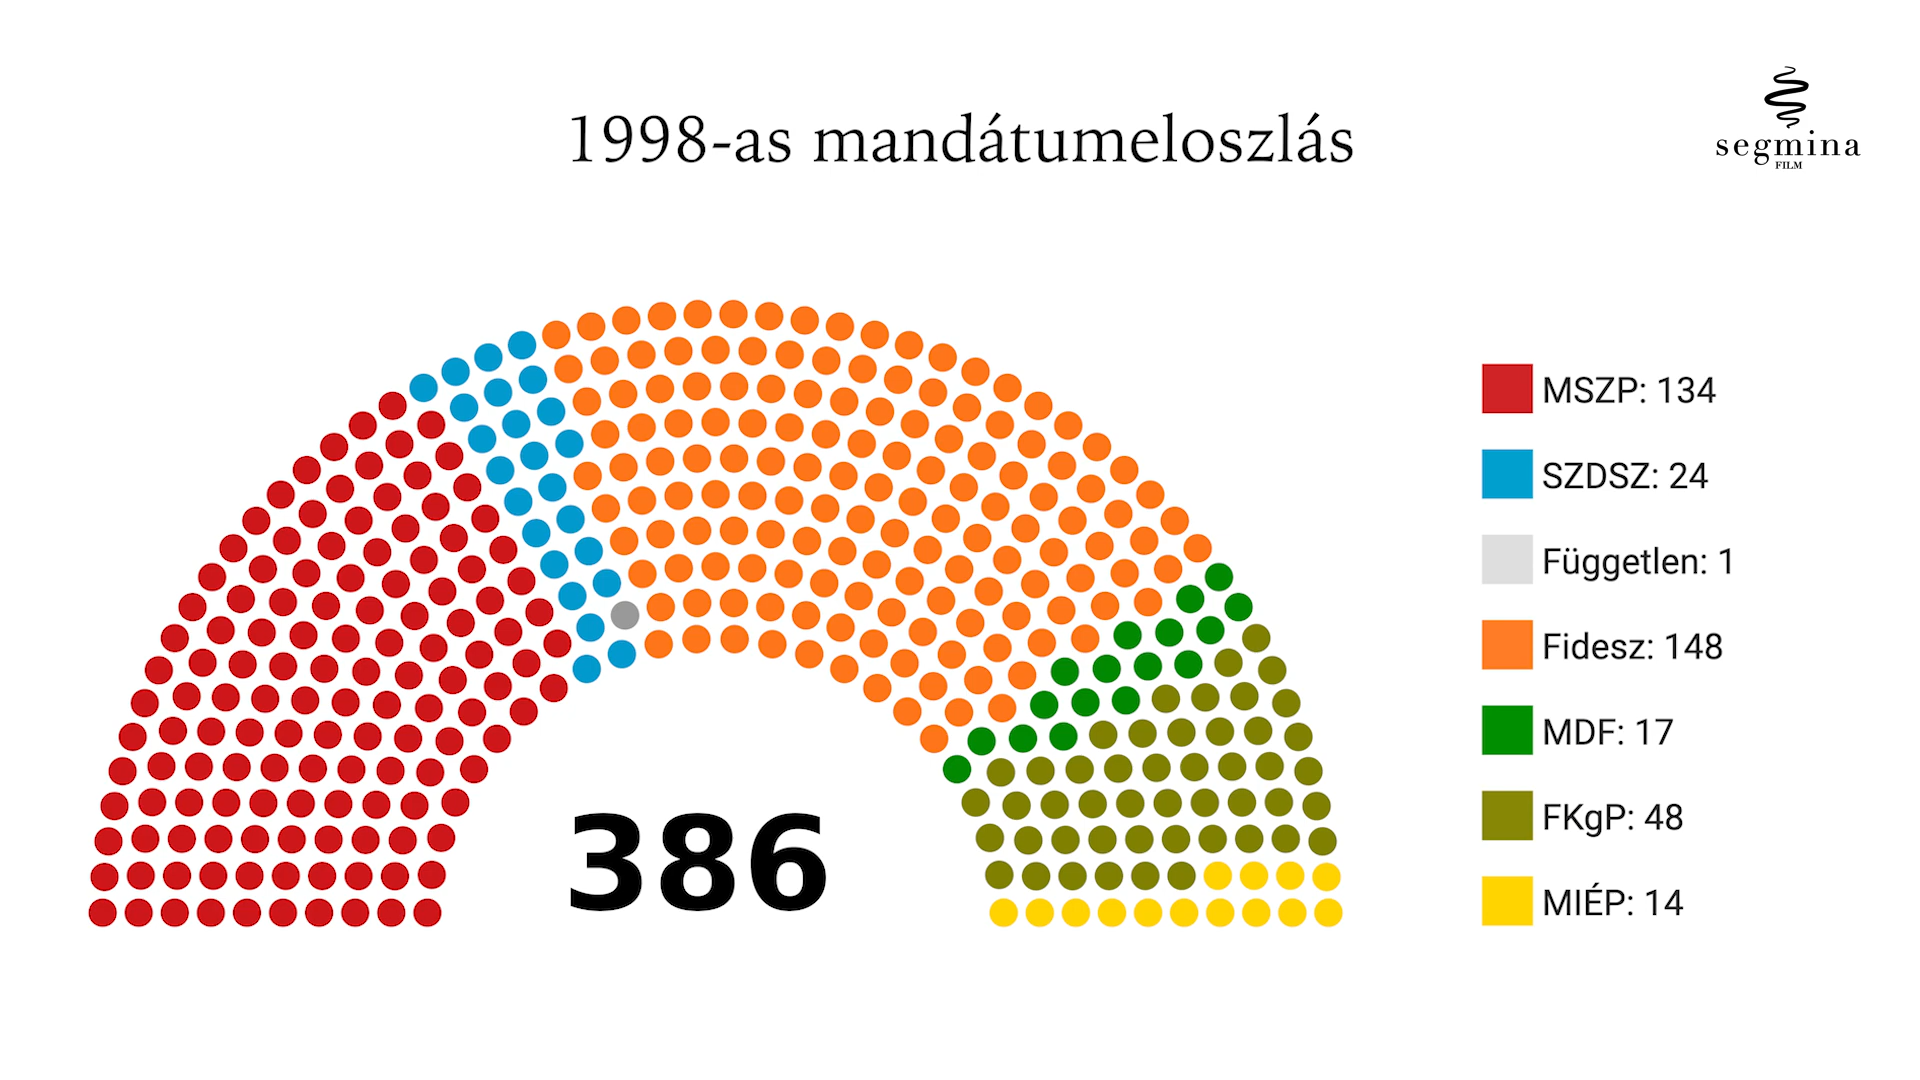 1998-as mandátumeloszlás
segmina
FILM
MSZP: 134
SZDSZ: 24
Független: 1
Fidesz: 148
MDF: 17
FKgP: 48
MIÉP: 14
386